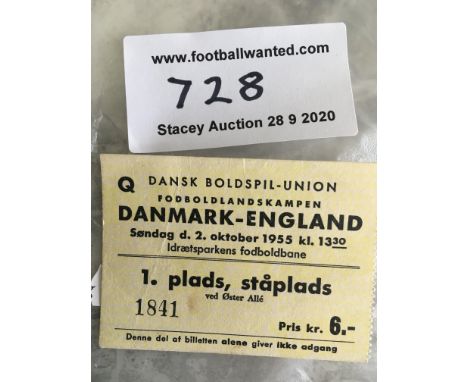 www.footballwanted.com
728
Stacey Auction 28 9 2020
Q DANSK BOLDSPIL-UNION
FODBOLDLANDSKAMPEN
DANMARK-ENGLAND
Søndag d. 2. oktober 1955 kl. 13³⁰
Idrætsparkens fodboldbane
1. plads, ståplads
ved Øster Allé
1841
Pris kr. 6.-
Denne del af billetten alene giver ikke adgang